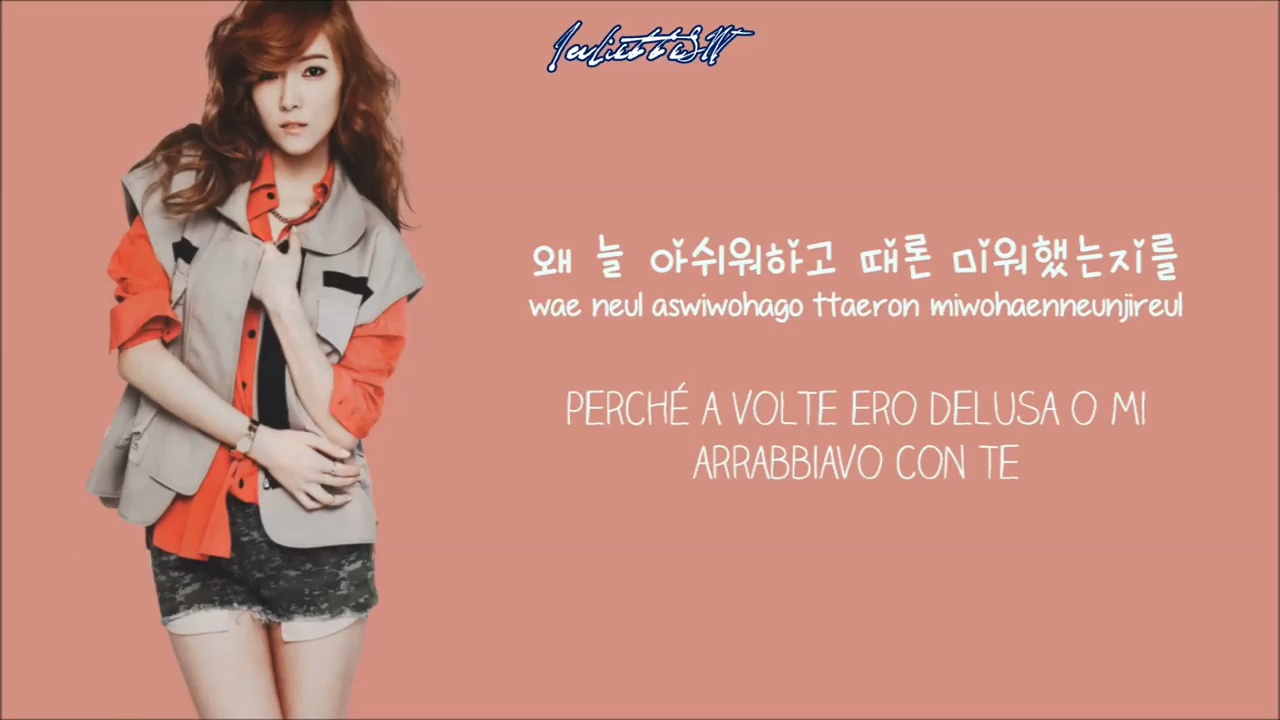 왜 늘 아쉬워하고 때론 미워했는지를
wae neul aswiwohago ttaeron miwohaenneunjireul
PERCHÉ A VOLTE ERO DELUSA O MI
ARRABBIAVO CON TE